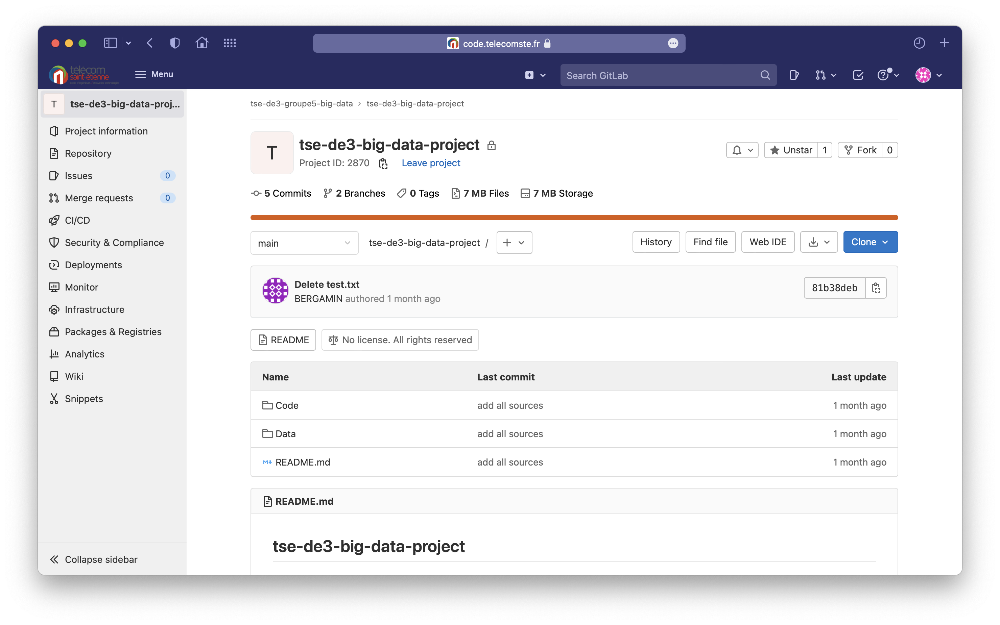 code.telecomste.fr
télécom
saint-étienne
école d'ingénieurs / nouvelles technologies
Menu
Search GitLab
T tse-de3-big-data-proj...
Project information
Repository
Issues 0
Merge requests 0
CI/CD
Security & Compliance
Deployments
Monitor
Infrastructure
Packages & Registries
Analytics
Wiki
Snippets
Collapse sidebar
tse-de3-groupe5-big-data › tse-de3-big-data-project
T
tse-de3-big-data-project
Project ID: 2870 Leave project
Unstar 1 Fork 0
5 Commits 2 Branches 0 Tags 7 MB Files 7 MB Storage
main tse-de3-big-data-project / + History Find file Web IDE Clone
Delete test.txt
BERGAMIN authored 1 month ago
81b38deb
README No license. All rights reserved
Name Last commit Last update
Code add all sources 1 month ago
Data add all sources 1 month ago
README.md add all sources 1 month ago
README.md
tse-de3-big-data-project